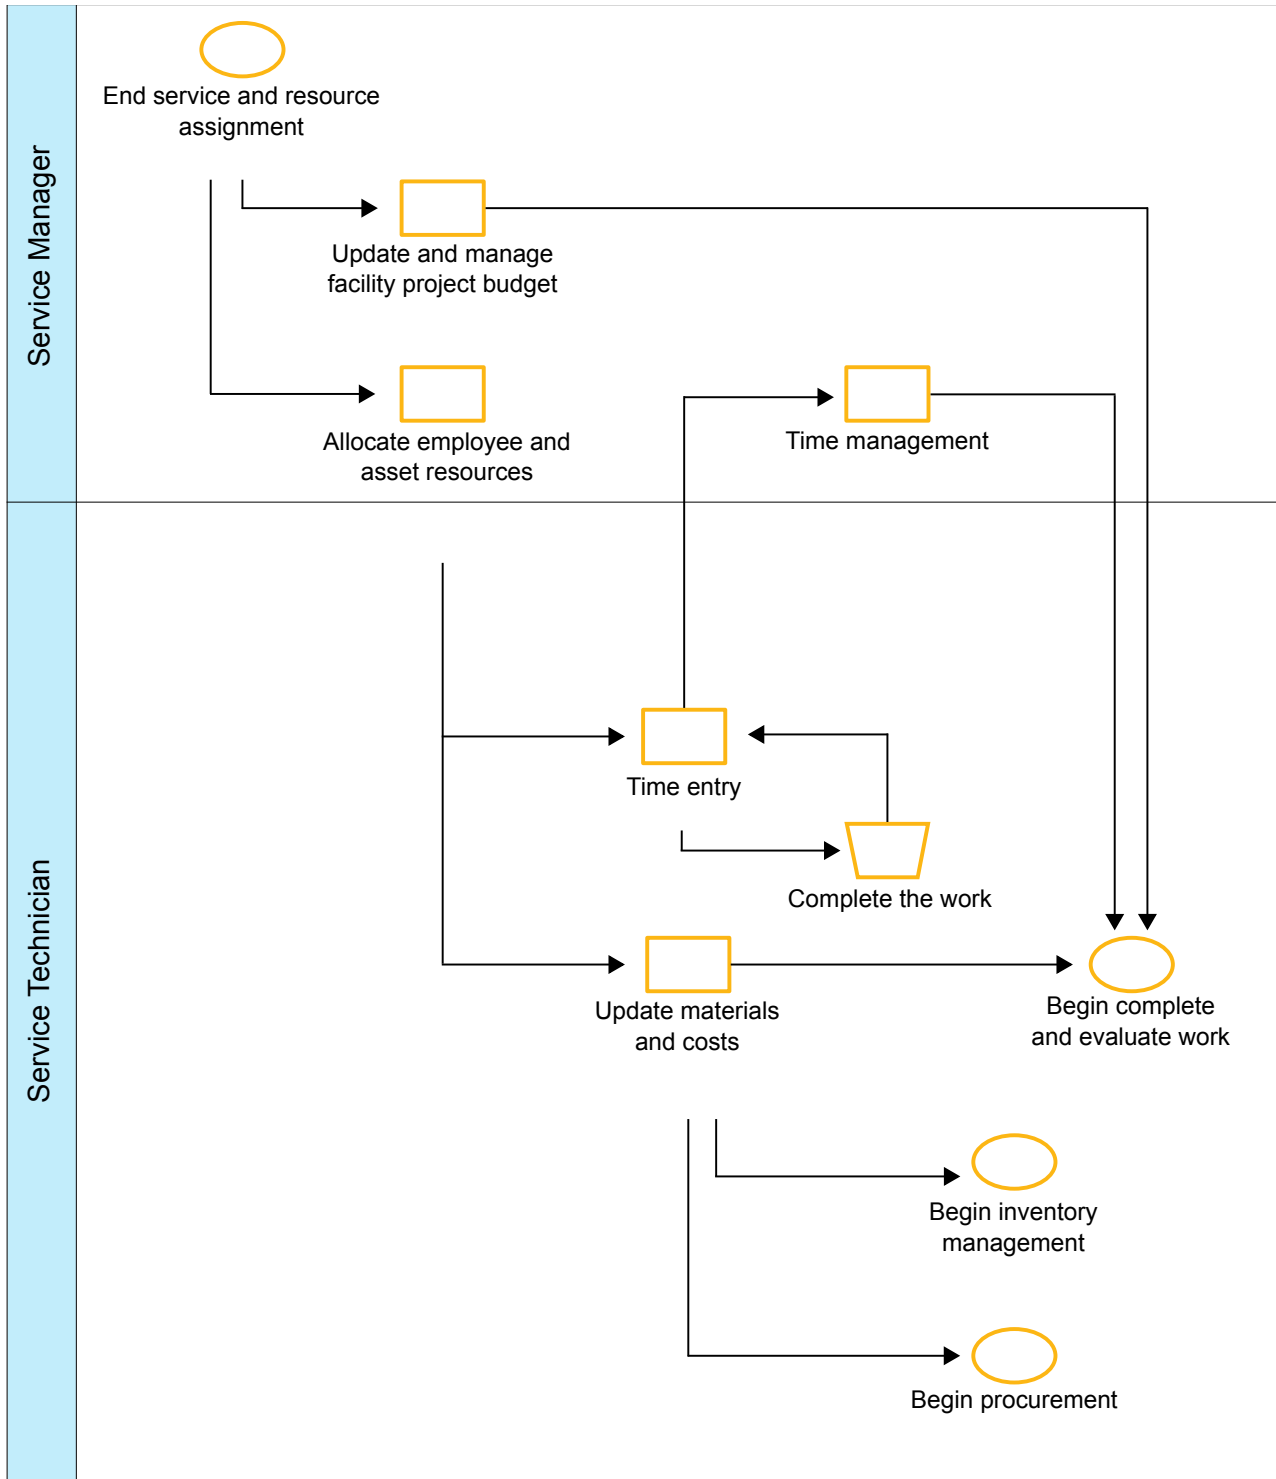 Service Manager
End service and resource
assignment
Update and manage
facility project budget
Allocate employee and
asset resources
Time management
Service Technician
Time entry
Complete the work
Update materials
and costs
Begin complete
and evaluate work
Begin inventory
management
Begin procurement